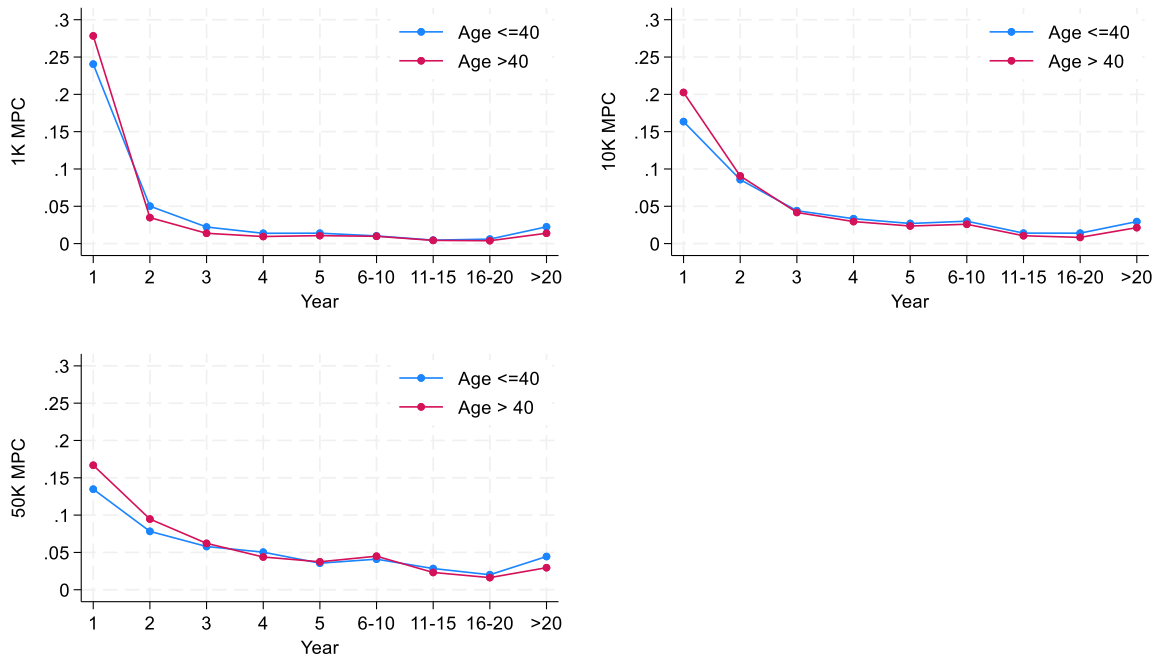 1K MPC
.3
.25
.2
.15
.1
.05
0
Age <=40
Age >40
1 2 3 4 5 6-10 11-15 16-20 >20
Year
10K MPC
.3
.25
.2
.15
.1
.05
0
Age <=40
Age > 40
1 2 3 4 5 6-10 11-15 16-20 >20
Year
50K MPC
.3
.25
.2
.15
.1
.05
0
Age <=40
Age > 40
1 2 3 4 5 6-10 11-15 16-20 >20
Year